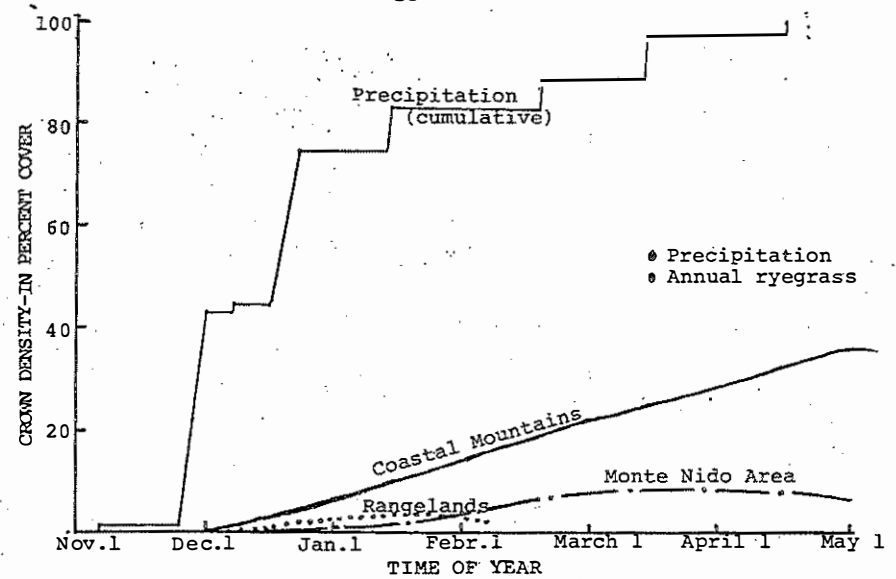 100
80
60
40
20
CROWN DENSITY-IN PERCENT COVER
Precipitation
(cumulative)
Precipitation
Annual ryegrass
Coastal Mountains
Monte Nido Area
Rangelands
Nov.1 Dec.1 Jan.1 Febr.1 March 1 April 1 May 1
TIME OF YEAR